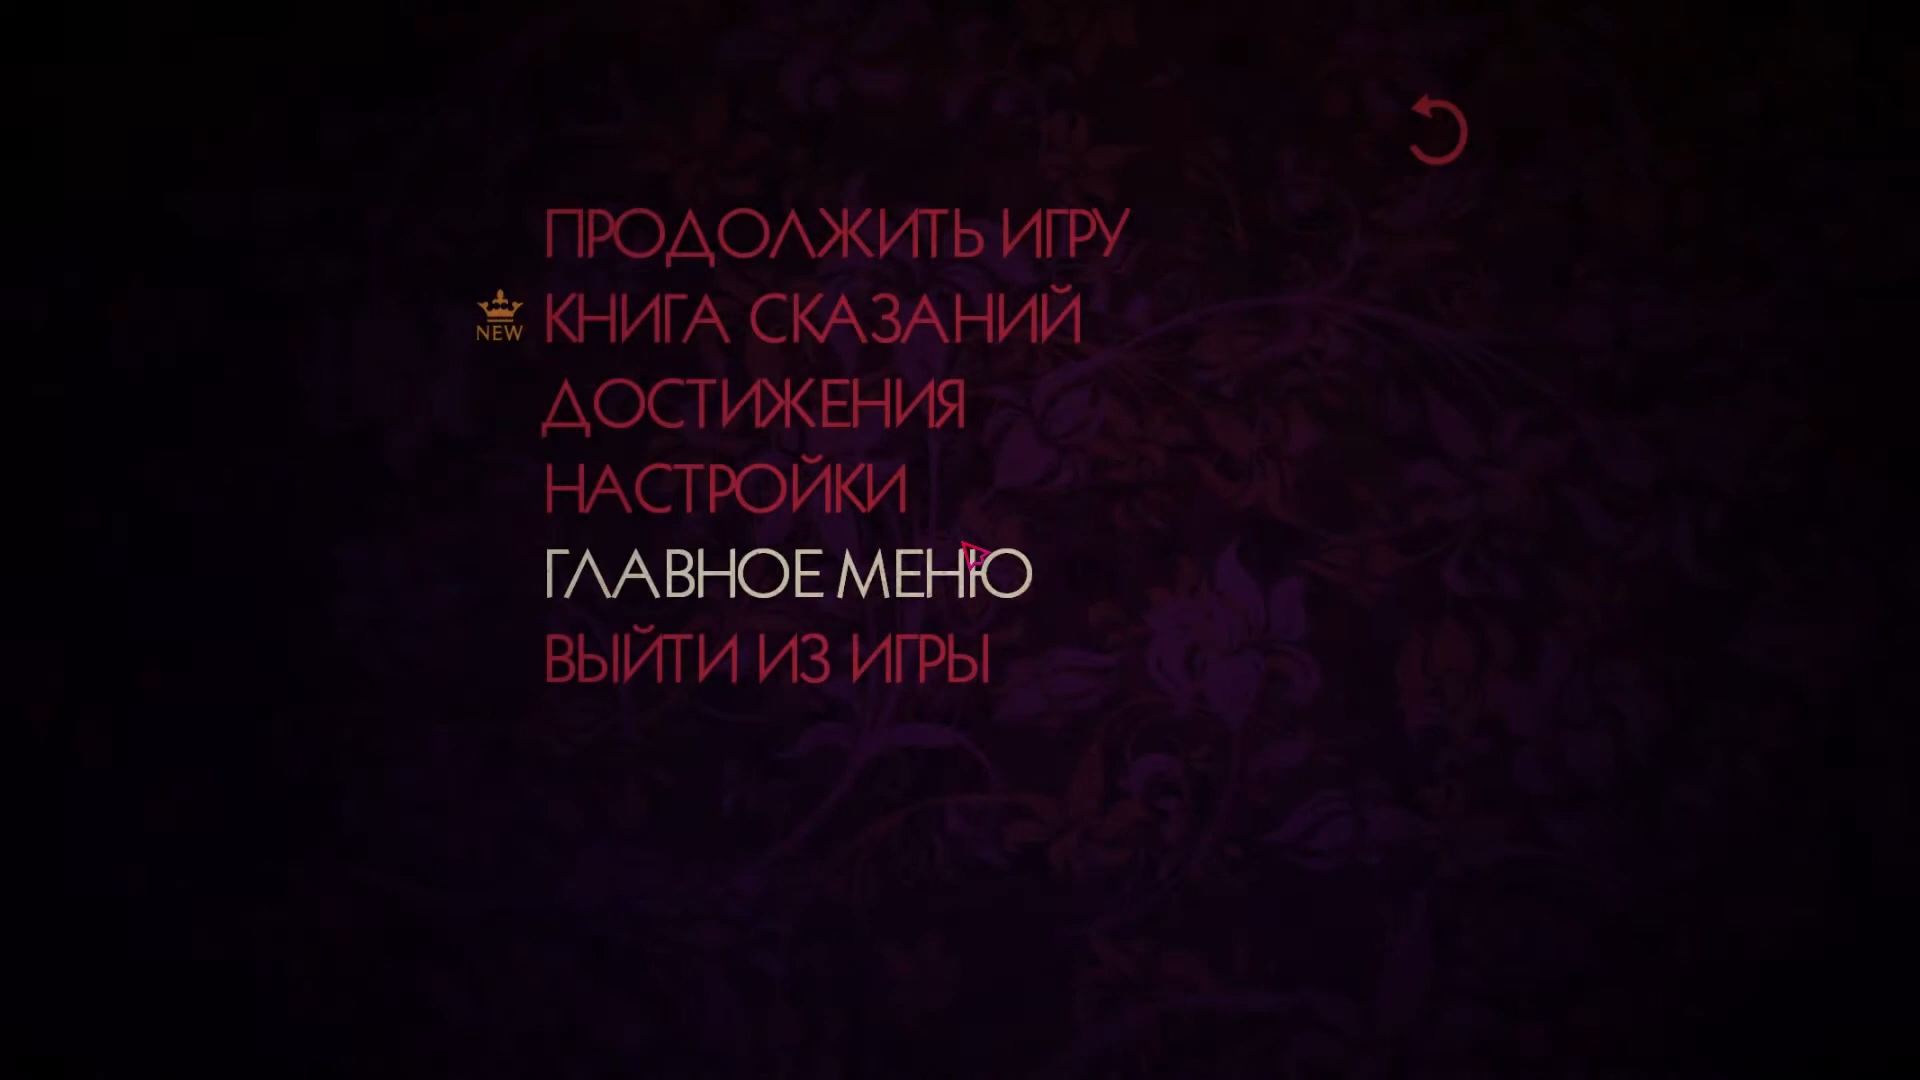 ПРОДОЛЖИТЬ ИГРУ
NEW КНИГА СКАЗАНИЙ
ДОСТИЖЕНИЯ
НАСТРОЙКИ
ГЛАВНОЕ МЕНЮ
ВЫЙТИ ИЗ ИГРЫ